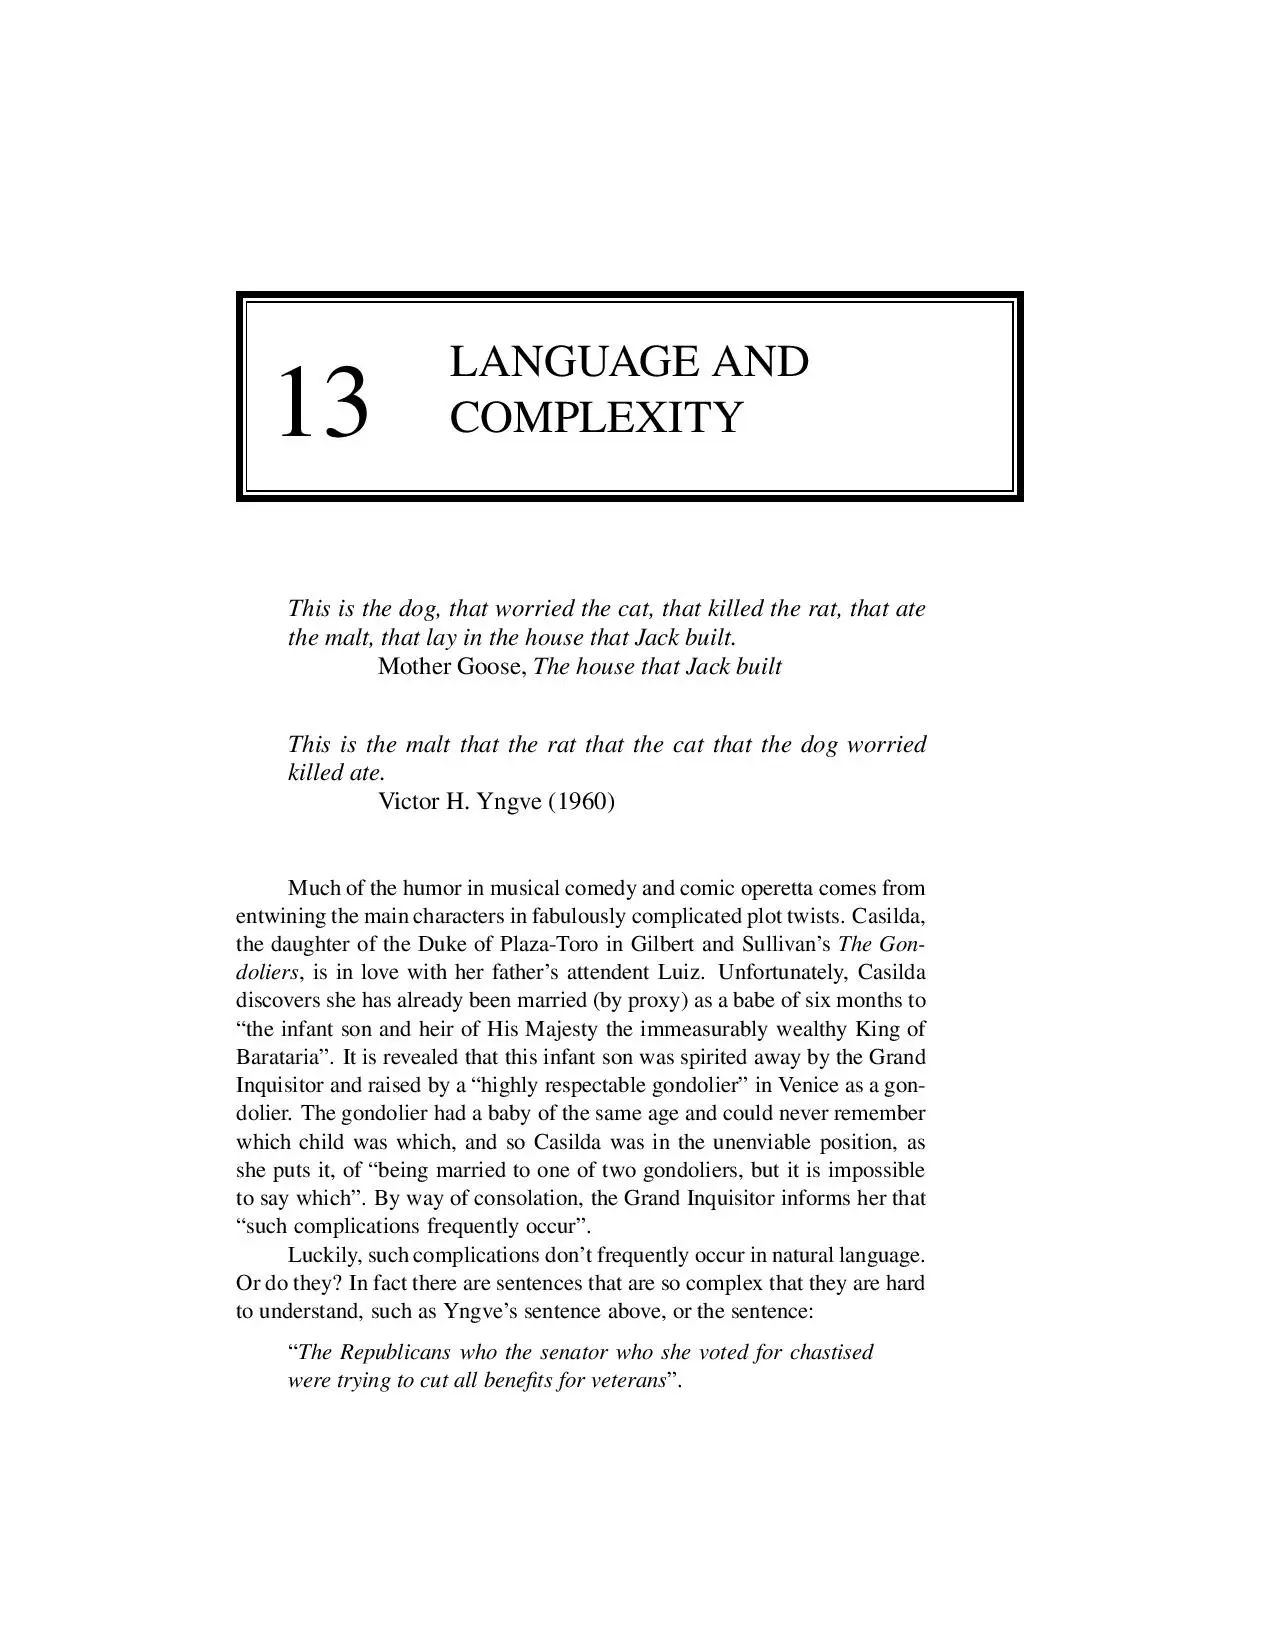 13
LANGUAGE AND
COMPLEXITY
This is the dog, that worried the cat, that killed the rat, that ate
the malt, that lay in the house that Jack built.
Mother Goose, The house that Jack built
This is the malt that the rat that the cat that the dog worried
killed ate.
Victor H. Yngve (1960)
Much of the humor in musical comedy and comic operetta comes from
entwining the main characters in fabulously complicated plot twists. Casilda,
the daughter of the Duke of Plaza-Toro in Gilbert and Sullivan’s The Gon-
doliers, is in love with her father’s attendent Luiz. Unfortunately, Casilda
discovers she has already been married (by proxy) as a babe of six months to
“the infant son and heir of His Majesty the immeasurably wealthy King of
Barataria”. It is revealed that this infant son was spirited away by the Grand
Inquisitor and raised by a “highly respectable gondolier” in Venice as a gon-
dolier. The gondolier had a baby of the same age and could never remember
which child was which, and so Casilda was in the unenviable position, as
she puts it, of “being married to one of two gondoliers, but it is impossible
to say which”. By way of consolation, the Grand Inquisitor informs her that
“such complications frequently occur”.
Luckily, such complications don’t frequently occur in natural language.
Or do they? In fact there are sentences that are so complex that they are hard
to understand, such as Yngve’s sentence above, or the sentence:
“The Republicans who the senator who she voted for chastised
were trying to cut all benefits for veterans”.